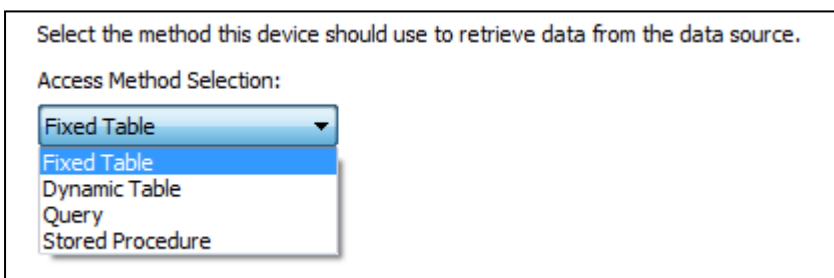 Select the method this device should use to retrieve data from the data source.
Access Method Selection:
Fixed Table
Fixed Table
Dynamic Table
Query
Stored Procedure